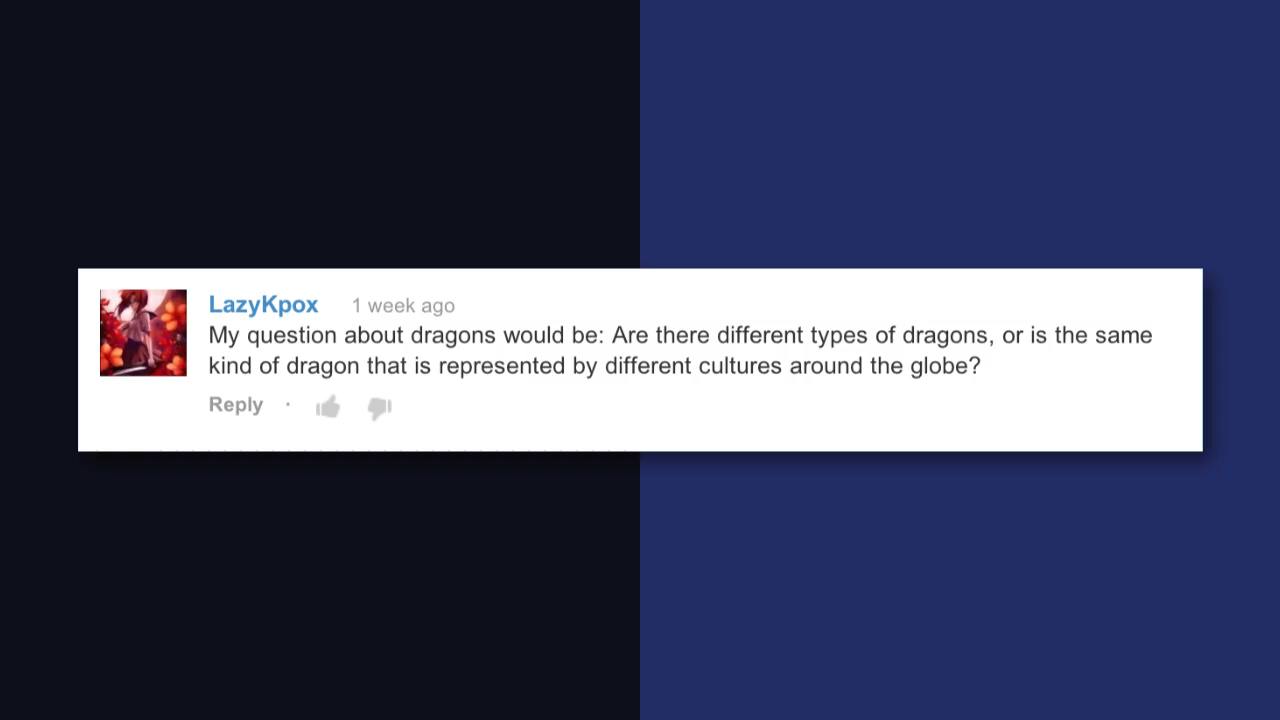 LazyKpox 1 week ago
My question about dragons would be: Are there different types of dragons, or is the same
kind of dragon that is represented by different cultures around the globe?
Reply ·